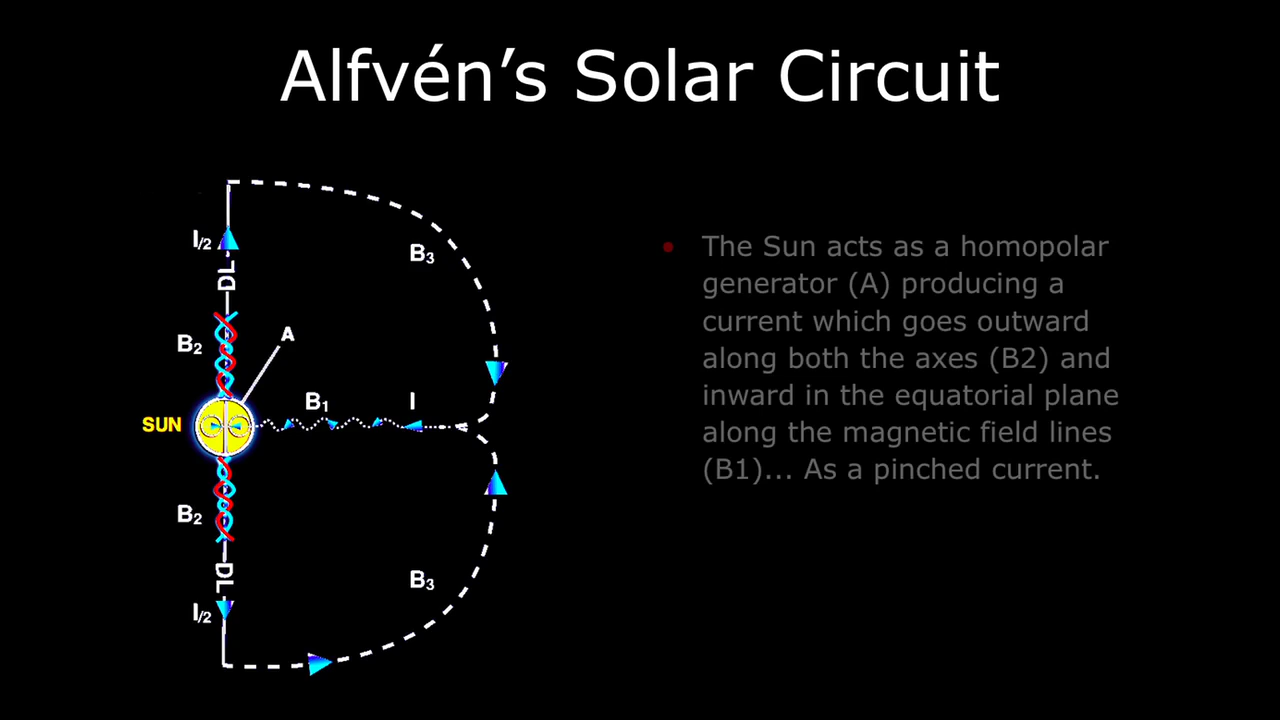 Alfvén’s Solar Circuit
I/2
DL
B3
B2
A
SUN
B1
I
B2
DL
B3
I/2
• The Sun acts as a homopolar
generator (A) producing a
current which goes outward
along both the axes (B2) and
inward in the equatorial plane
along the magnetic field lines
(B1)... As a pinched current.